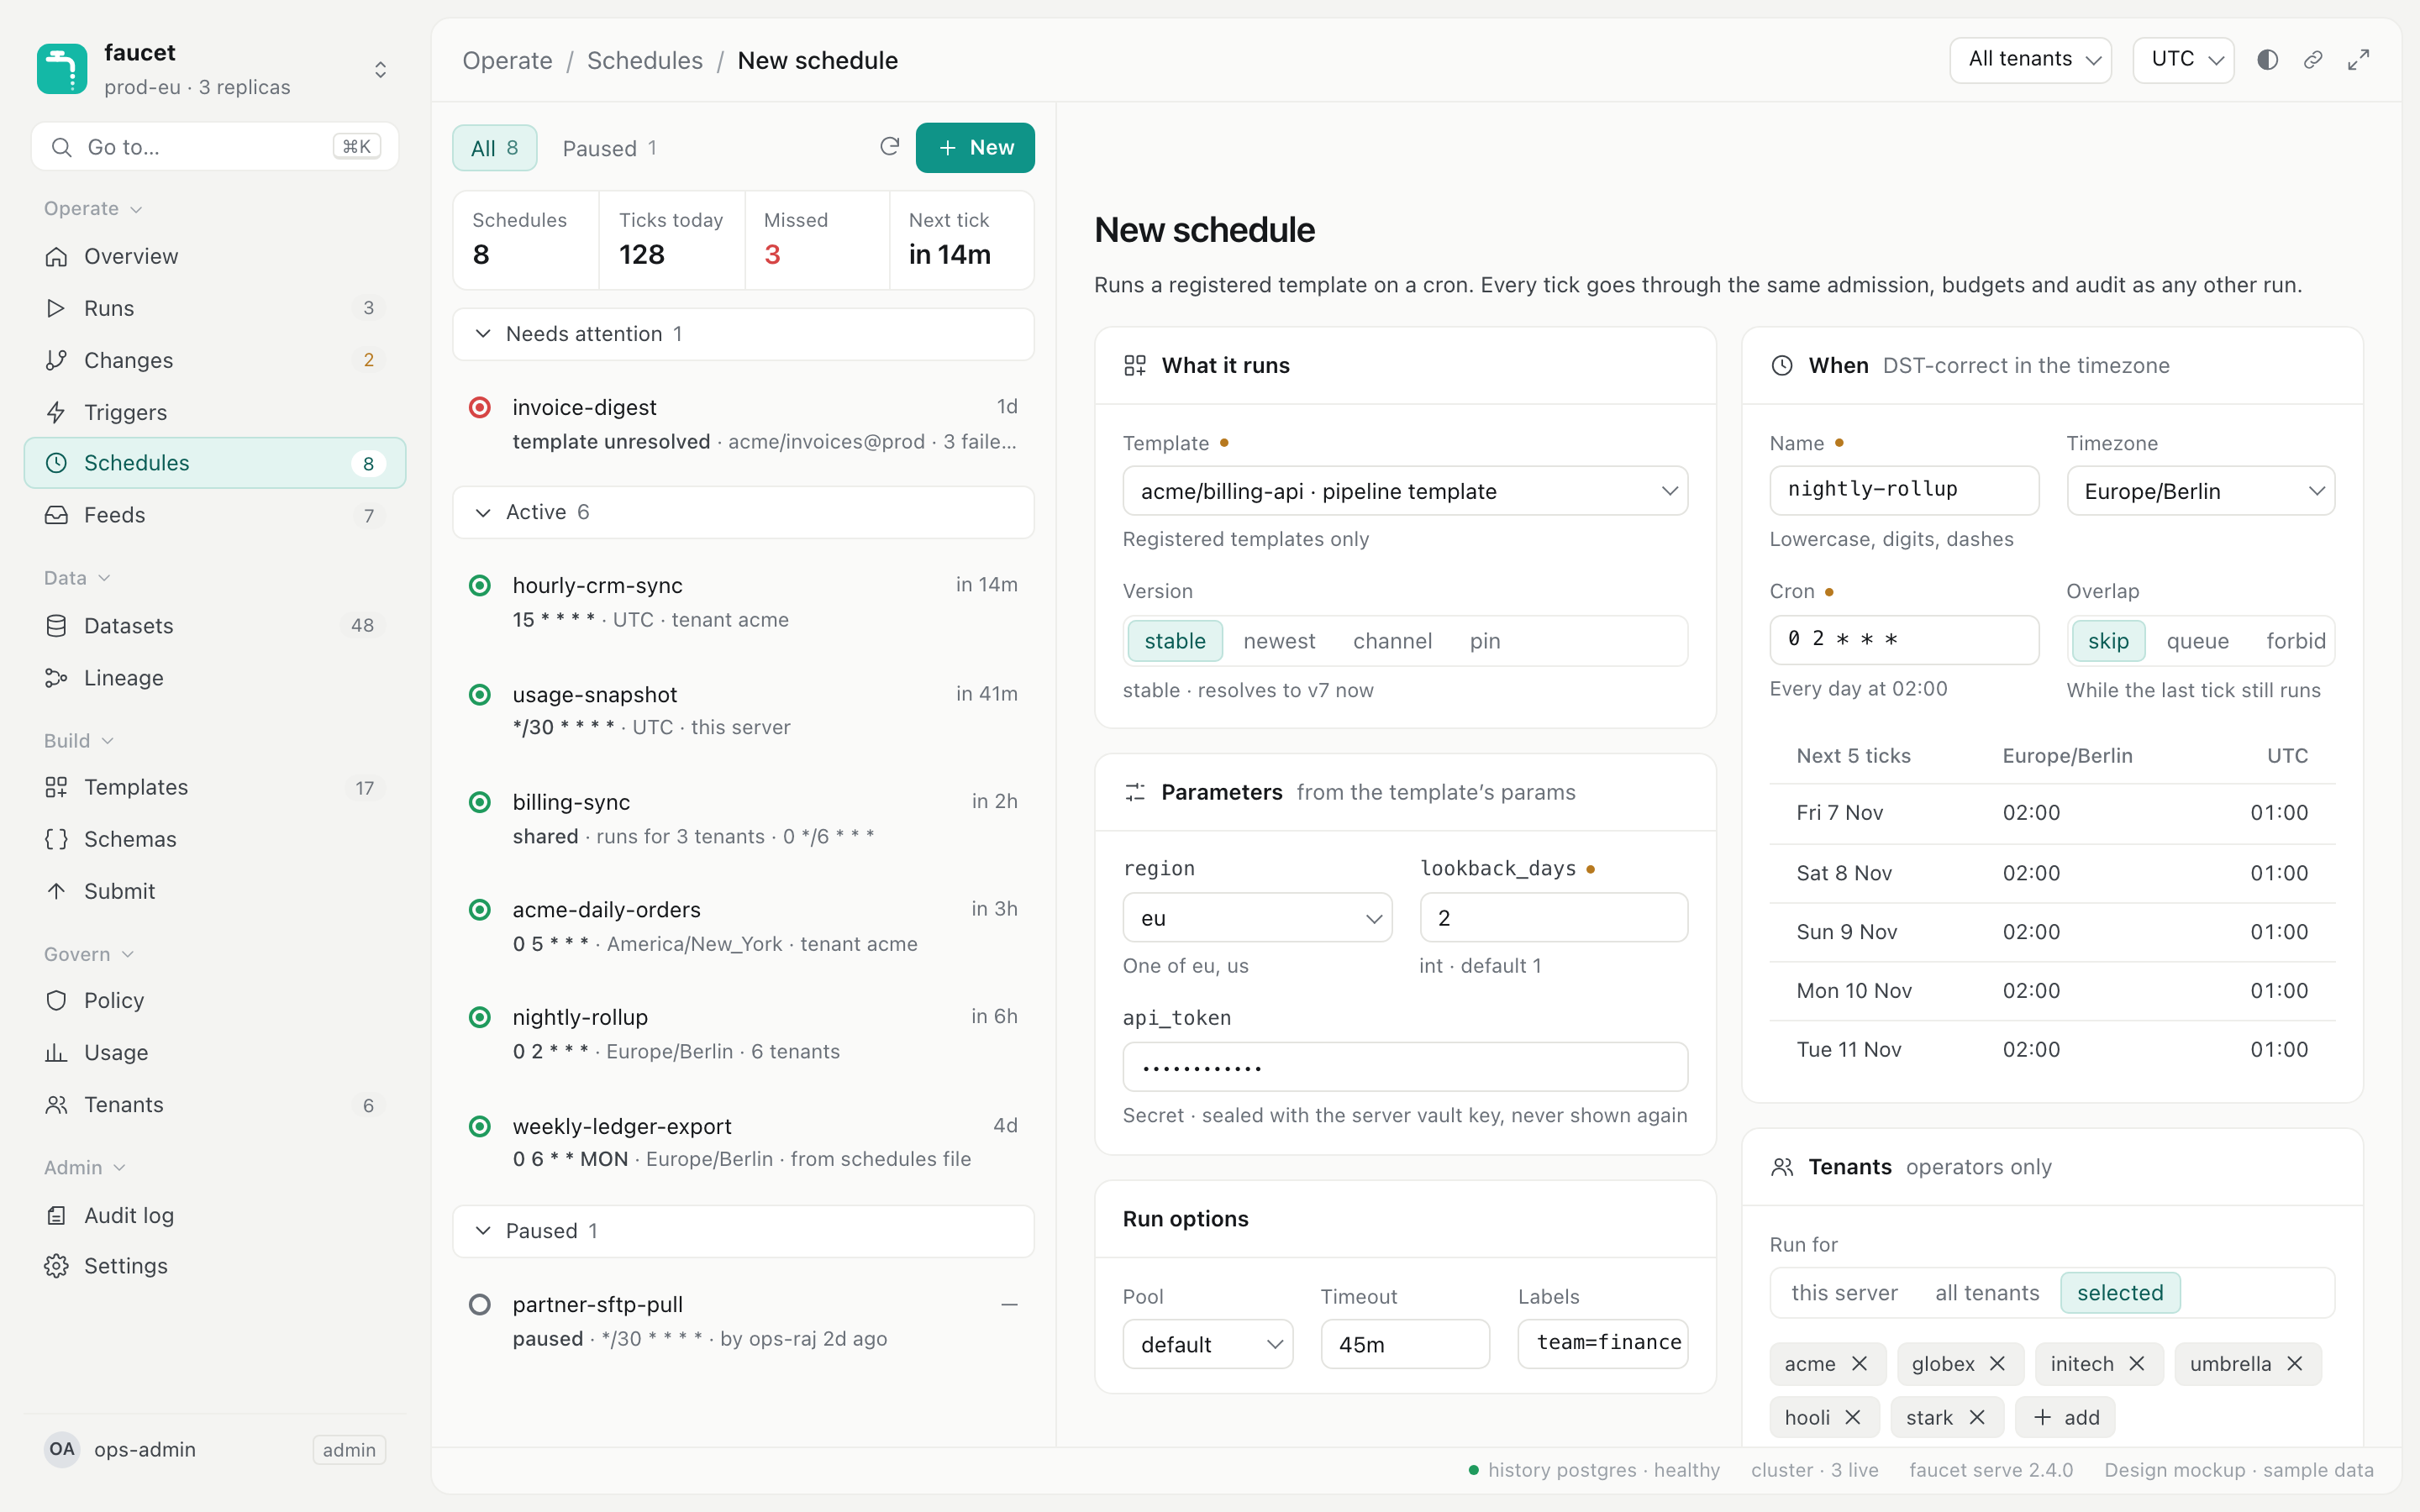 faucet
prod-eu · 3 replicas
Go to... ⌘K
Operate
Overview
Runs 3
Changes 2
Triggers
Schedules 8
Feeds 7
Data
Datasets 48
Lineage
Build
Templates 17
Schemas
Submit
Govern
Policy
Usage
Tenants 6
Admin
Audit log
Settings
OA ops-admin admin
Operate / Schedules / New schedule
All tenants UTC
All 8 Paused 1 + New
Schedules Ticks today Missed Next tick
8 128 3 in 14m
Needs attention 1
invoice-digest 1d
template unresolved · acme/invoices@prod · 3 faile...
Active 6
hourly-crm-sync in 14m
15 * * * * · UTC · tenant acme
usage-snapshot in 41m
*/30 * * * * · UTC · this server
billing-sync in 2h
shared · runs for 3 tenants · 0 */6 * * *
acme-daily-orders in 3h
0 5 * * * · America/New_York · tenant acme
nightly-rollup in 6h
0 2 * * * · Europe/Berlin · 6 tenants
weekly-ledger-export 4d
0 6 * * MON · Europe/Berlin · from schedules file
Paused 1
partner-sftp-pull —
paused · */30 * * * * · by ops-raj 2d ago
New schedule
Runs a registered template on a cron. Every tick goes through the same admission, budgets and audit as any other run.
What it runs
Template
acme/billing-api · pipeline template
Registered templates only
Version
stable newest channel pin
stable · resolves to v7 now
Parameters from the template’s params
region lookback_days
eu 2
One of eu, us int · default 1
api_token
••••••••••••
Secret · sealed with the server vault key, never shown again
Run options
Pool Timeout Labels
default 45m team=finance
When DST-correct in the timezone
Name Timezone
nightly-rollup Europe/Berlin
Lowercase, digits, dashes
Cron Overlap
0 2 * * * skip queue forbid
Every day at 02:00 While the last tick still runs
Next 5 ticks Europe/Berlin UTC
Fri 7 Nov 02:00 01:00
Sat 8 Nov 02:00 01:00
Sun 9 Nov 02:00 01:00
Mon 10 Nov 02:00 01:00
Tue 11 Nov 02:00 01:00
Tenants operators only
Run for
this server all tenants selected
acme × globex × initech × umbrella ×
hooli × stark × + add
history postgres · healthy cluster · 3 live faucet serve 2.4.0 Design mockup · sample data